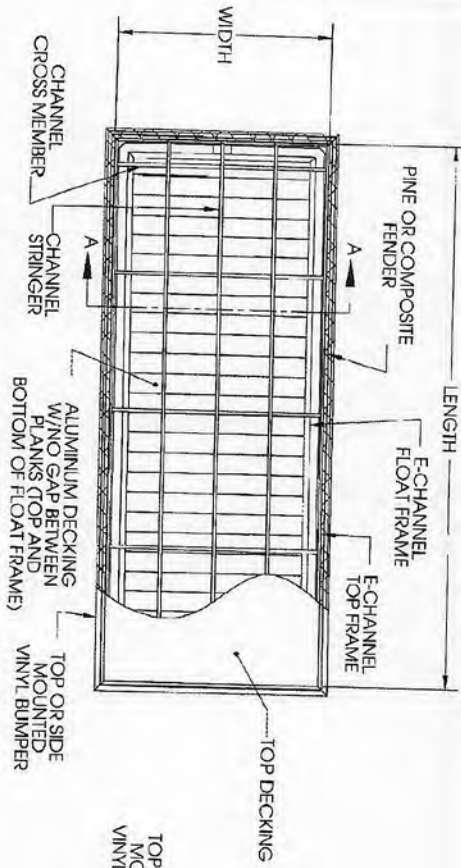 WIDTH
CHANNEL
CROSS MEMBER
CHANNEL
STRINGER
PINE OR COMPOSITE
FENDER
A
A
LENGTH
E-CHANNEL
FLOAT FRAME
E-CHANNEL
TOP FRAME
ALUMINUM DECKING
W/NO GAP BETWEEN
PLANKS (TOP AND
BOTTOM OF FLOAT FRAME)
TOP OR SIDE
MOUNTED
VINYL BUMPER
TOP DECKING
TOP
MO
VINYL